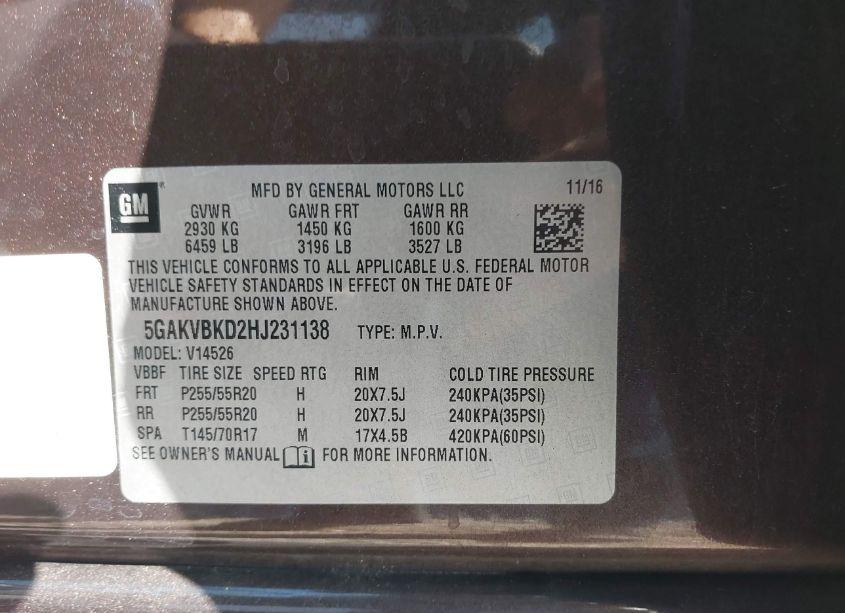 GM
MFD BY GENERAL MOTORS LLC 11/16
GVWR GAWR FRT GAWR RR
2930 KG 1450 KG 1600 KG
6459 LB 3196 LB 3527 LB
THIS VEHICLE CONFORMS TO ALL APPLICABLE U.S. FEDERAL MOTOR
VEHICLE SAFETY STANDARDS IN EFFECT ON THE DATE OF
MANUFACTURE SHOWN ABOVE.
5GAKVBKD2HJ231138 TYPE: M.P.V.
MODEL: V14526
VBBF TIRE SIZE SPEED RTG RIM COLD TIRE PRESSURE
FRT P255/55R20 H 20X7.5J 240KPA(35PSI)
RR P255/55R20 H 20X7.5J 240KPA(35PSI)
SPA T145/70R17 M 17X4.5B 420KPA(60PSI)
SEE OWNER'S MANUAL i FOR MORE INFORMATION.